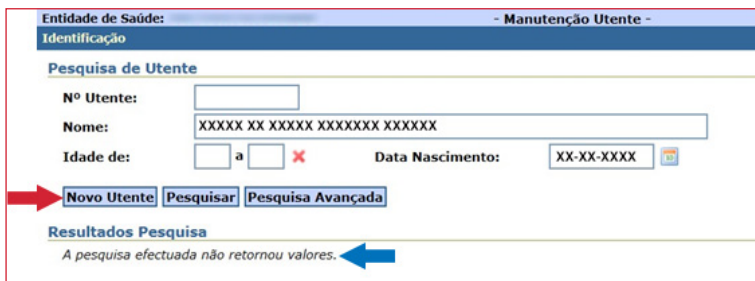 Entidade de Saúde: - Manutenção Utente -
Identificação
Pesquisa de Utente
Nº Utente:
Nome: XXXXX XX XXXXX XXXXXXX XXXXXX
Idade de: a Data Nascimento: XX-XX-XXXX
Novo Utente Pesquisar Pesquisa Avançada
Resultados Pesquisa
A pesquisa efectuada não retornou valores.